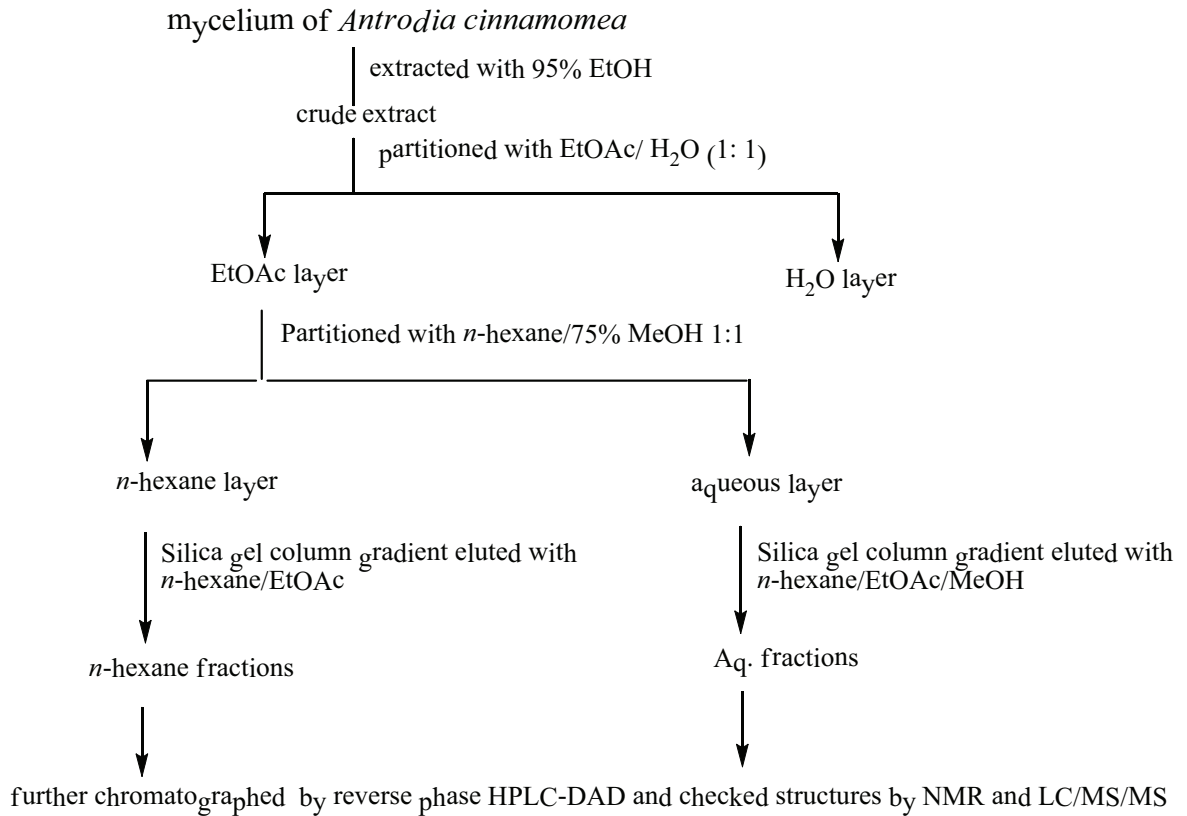 mycelium of Antrodia cinnamomea
extracted with 95% EtOH
crude extract
partitioned with EtOAc/ H₂O (1: 1)
EtOAc layer
H₂O layer
Partitioned with n-hexane/75% MeOH 1:1
n-hexane layer
aqueous layer
Silica gel column gradient eluted with
n-hexane/EtOAc
Silica gel column gradient eluted with
n-hexane/EtOAc/MeOH
n-hexane fractions
Aq. fractions
further chromatographed by reverse phase HPLC-DAD and checked structures by NMR and LC/MS/MS